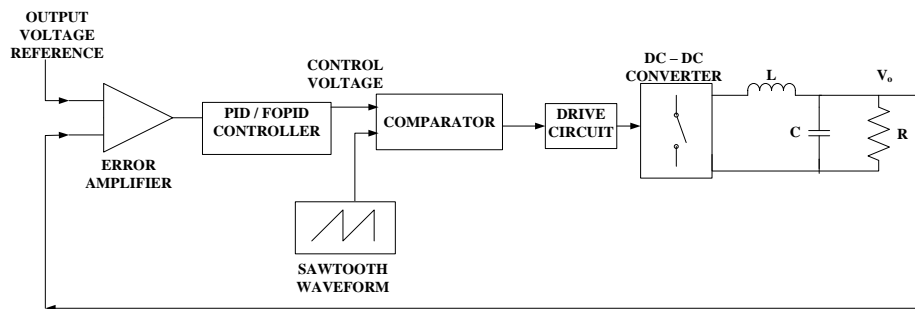 OUTPUT
VOLTAGE
REFERENCE
ERROR
AMPLIFIER
PID / FOPID
CONTROLLER
CONTROL
VOLTAGE
COMPARATOR
SAWTOOTH
WAVEFORM
DRIVE
CIRCUIT
DC – DC
CONVERTER
L
C
R
Vₒ